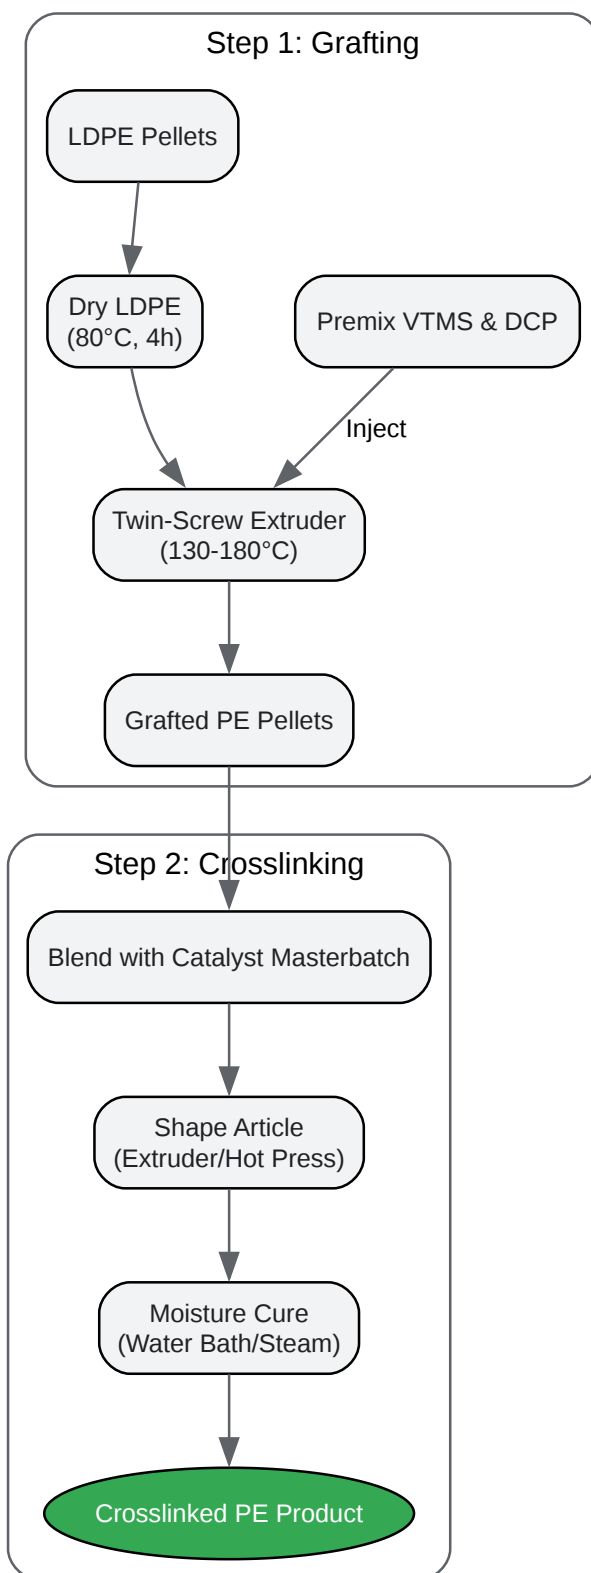 Step 1: Grafting
LDPE Pellets
Dry LDPE
(80°C, 4h)
Premix VTMS & DCP
Inject
Twin-Screw Extruder
(130-180°C)
Grafted PE Pellets
Step 2: Crosslinking
Blend with Catalyst Masterbatch
Shape Article
(Extruder/Hot Press)
Moisture Cure
(Water Bath/Steam)
Crosslinked PE Product